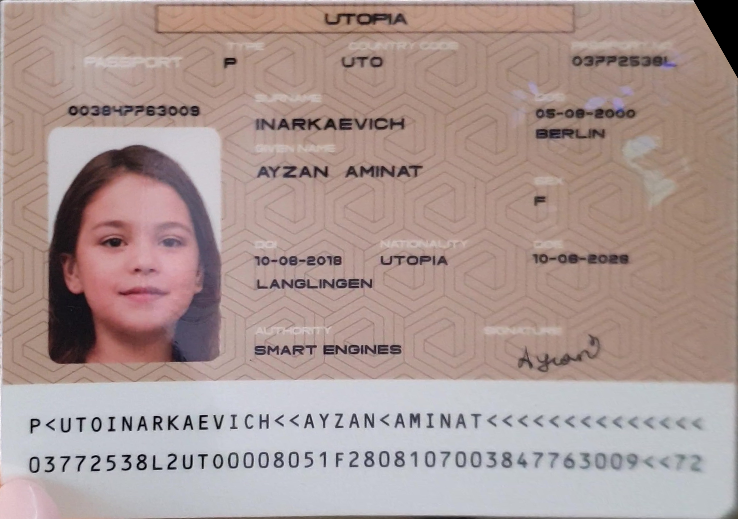 UTOPIA
PASSPORT
TYPE
P
COUNTRY CODE
UTO
PASSPORT NO
03772538L
003847763009
SURNAME
INARKAEVICH
GIVEN NAME
AYZAN AMINAT
DOB
05-08-2000
BERLIN
SEX
F
DOI
10-08-2018
LANGLINGEN
NATIONALITY
UTOPIA
DOE
10-08-2028
AUTHORITY
SMART ENGINES
SIGNATURE
Ayzan
P<UTOINARKAEVICH<<AYZAN<AMINAT<<<<<<<<<<<<<<
03772538L2UTO0008051F2808107003847763009<<72